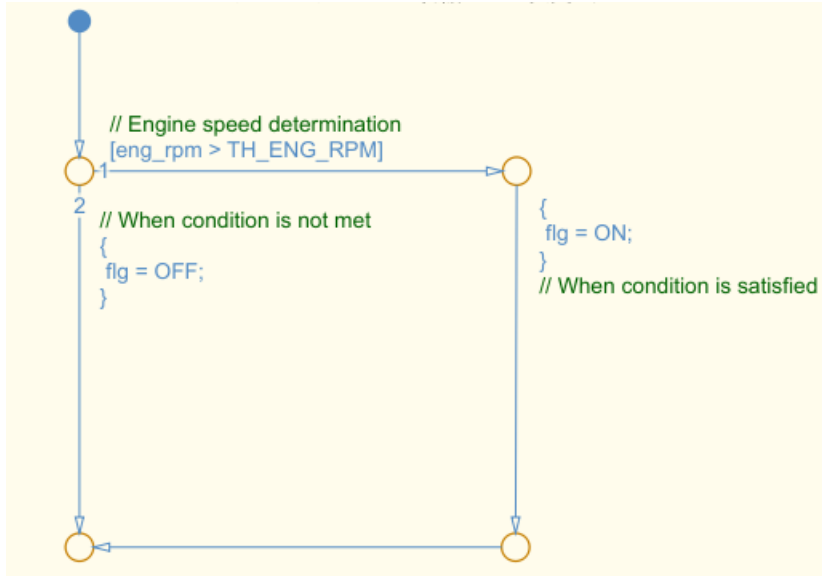 // Engine speed determination
[eng_rpm > TH_ENG_RPM]
1
2
// When condition is not met
{
flg = OFF;
}
{
flg = ON;
}
// When condition is satisfied